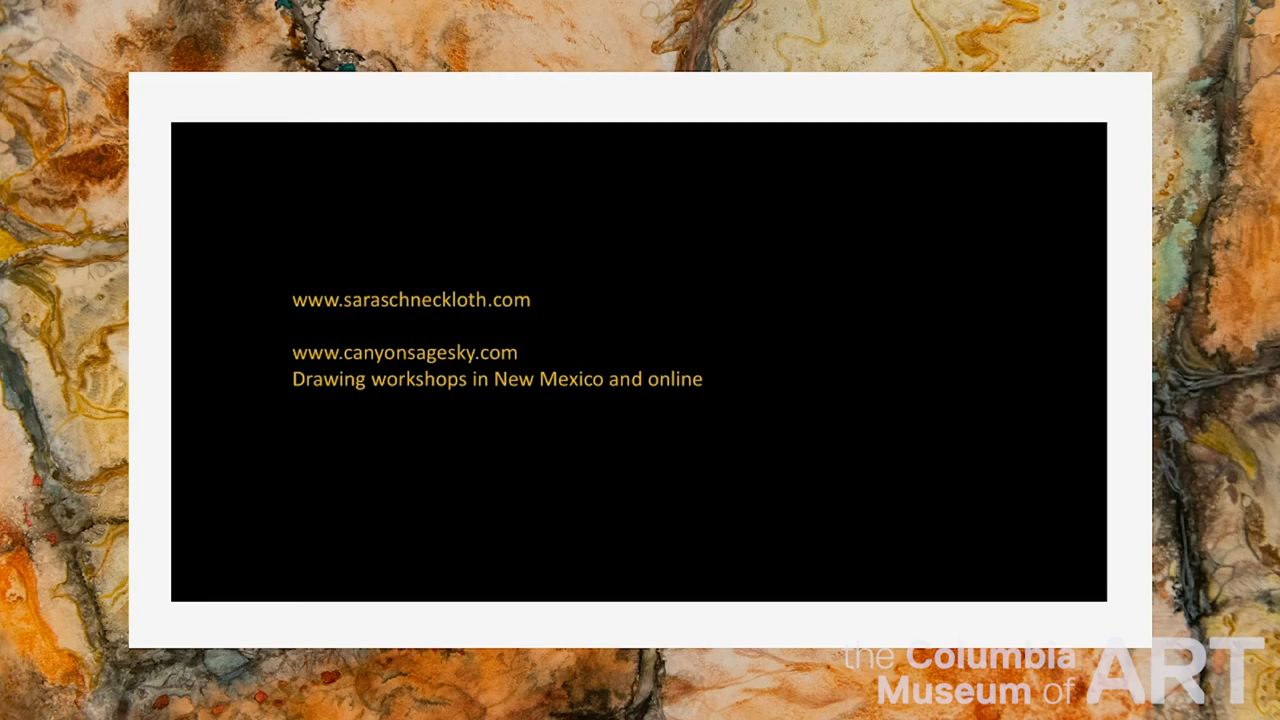 www.saraschneckloth.com
www.canyonsagesky.com
Drawing workshops in New Mexico and online
the Columbia
Museum of ART